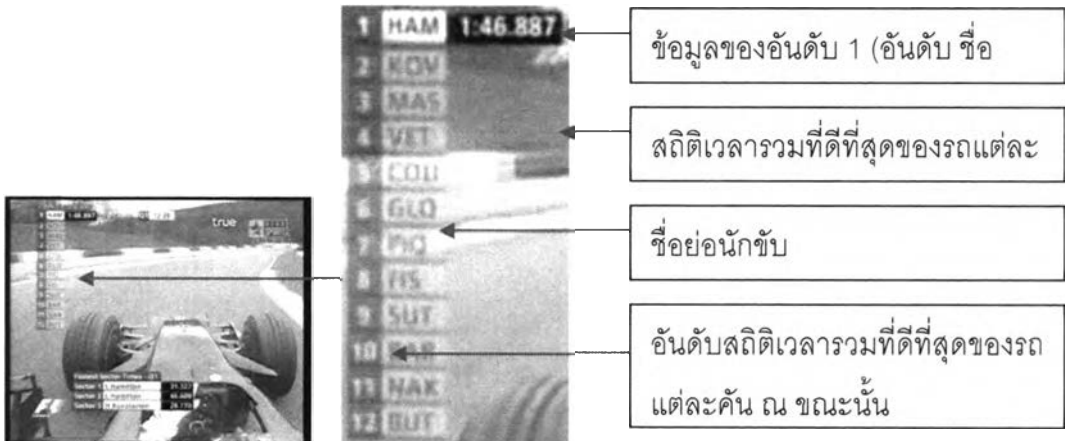 1 HAM 1:46.887
2 KOV
3 MAS
4 VET
5 COU
6 GLO
7 PIQ
8 FIS
9 SUT
10
11 NAK
12 BUT
ข้อมูลของอันดับ 1 (อันดับ ชื่อ
สถิติเวลารวมที่ดีที่สุดของรถแต่ละ
ชื่อย่อนักขับ
อันดับสถิติเวลารวมที่ดีที่สุดของรถ
แต่ละคัน ณ ขณะนั้น
HAM 1:46.887
true
Fastest Sector Times - Q1
Sector 1
Sector 2
Sector 3